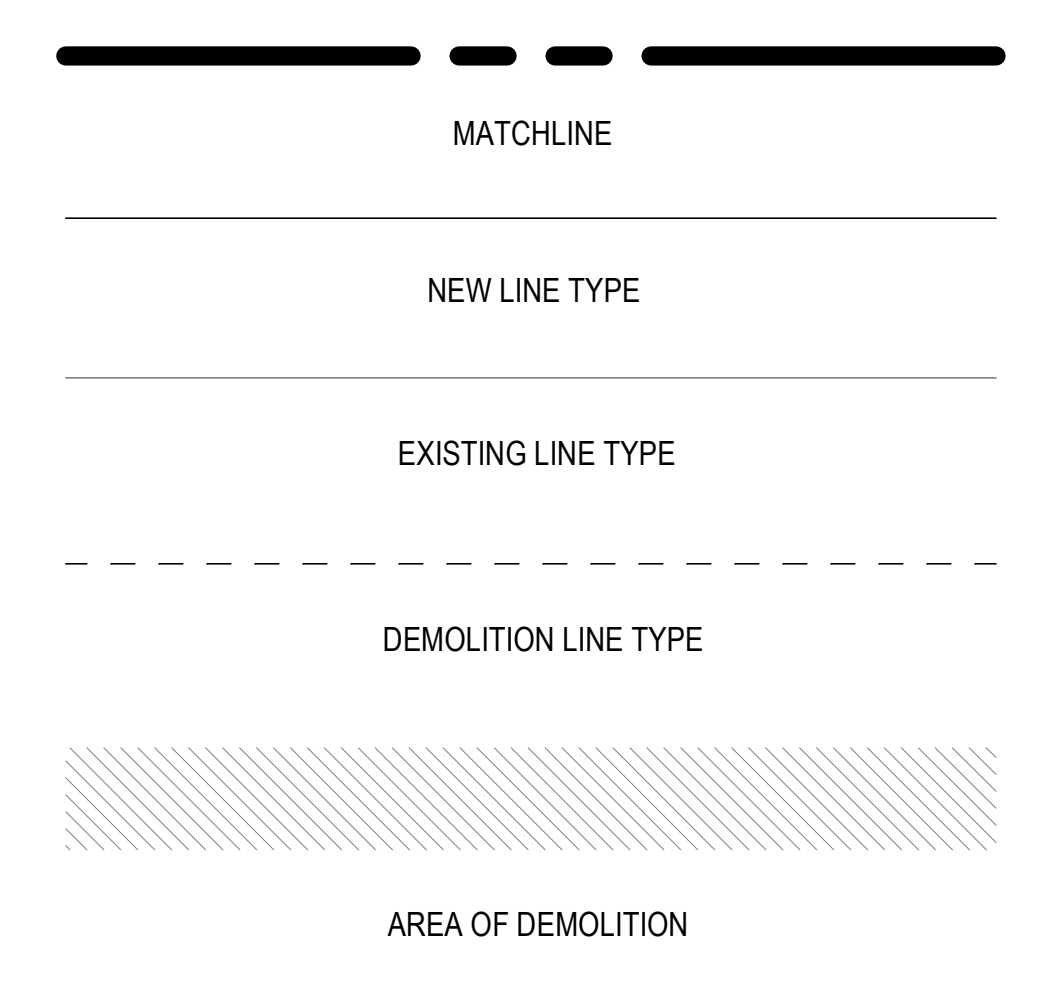 MATCHLINE
NEW LINE TYPE
EXISTING LINE TYPE
DEMOLITION LINE TYPE
AREA OF DEMOLITION